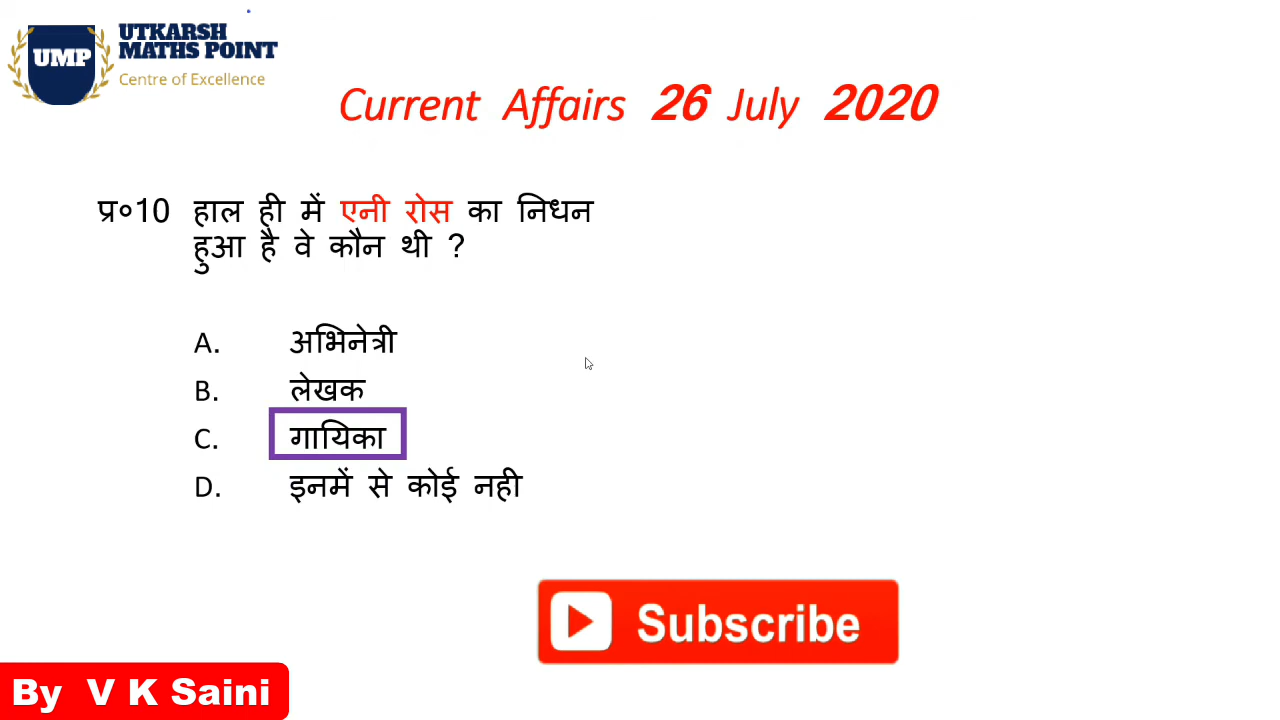 UTKARSH
MATHS POINT
UMP
Centre of Excellence
Current Affairs 26 July 2020
प्र०10 हाल ही में एनी रोस का निधन
हुआ है वे कौन थी ?
A. अभिनेत्री
B. लेखक
C. गायिका
D. इनमें से कोई नही
Subscribe
By V K Saini